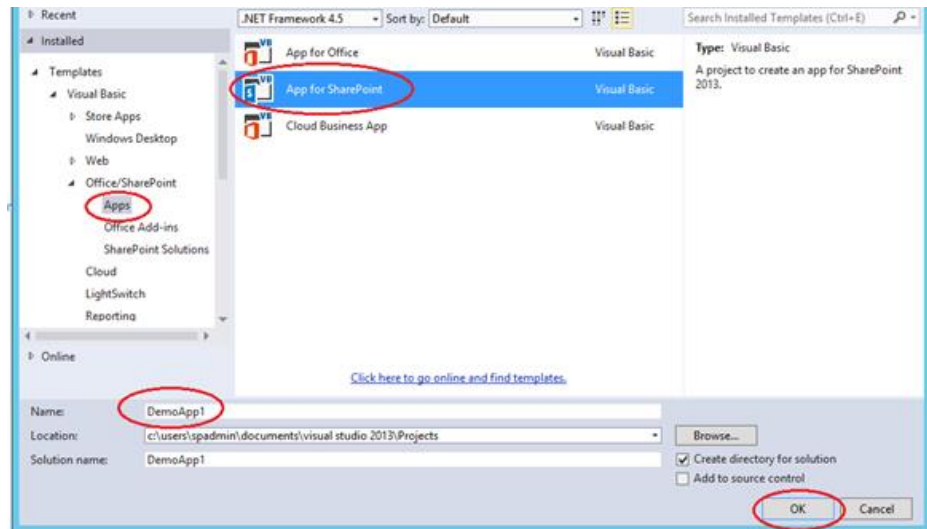 Recent
.NET Framework 4.5 Sort by: Default Search Installed Templates (Ctrl+E)
Installed
Templates
Visual Basic
Store Apps
Windows Desktop
Web
Office/SharePoint
Apps
Office Add-ins
SharePoint Solutions
Cloud
LightSwitch
Reporting
Online
VB App for Office Visual Basic
VB App for SharePoint Visual Basic
VB Cloud Business App Visual Basic
Click here to go online and find templates.
Type: Visual Basic
A project to create an app for SharePoint
2013.
Name: DemoApp1
Location: c:\users\spadmin\documents\visual studio 2013\Projects Browse...
Solution name: DemoApp1 Create directory for solution
Add to source control
OK Cancel